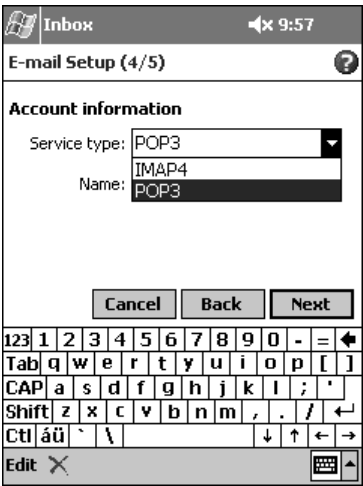 Inbox 9:57
E-mail Setup (4/5) ?
Account information
Service type: POP3
IMAP4
Name: POP3
Cancel Back Next
123 1 2 3 4 5 6 7 8 9 0 - =
Tab q w e r t y u i o p [ ]
CAP a s d f g h j k l ; '
Shift z x c v b n m , . /
Ctl áü ` \
Edit